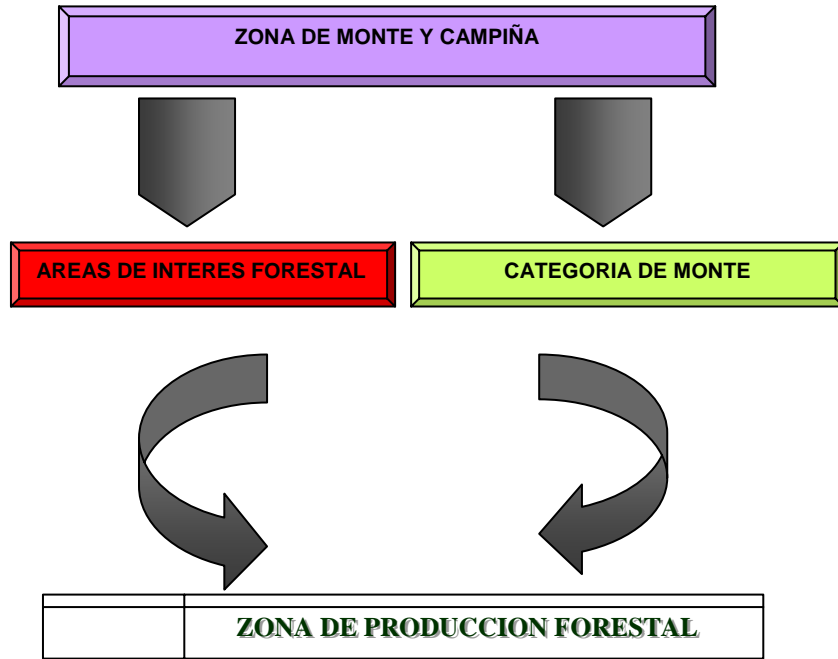 ZONA DE MONTE Y CAMPIÑA
AREAS DE INTERES FORESTAL
CATEGORIA DE MONTE
ZONA DE PRODUCCION FORESTAL